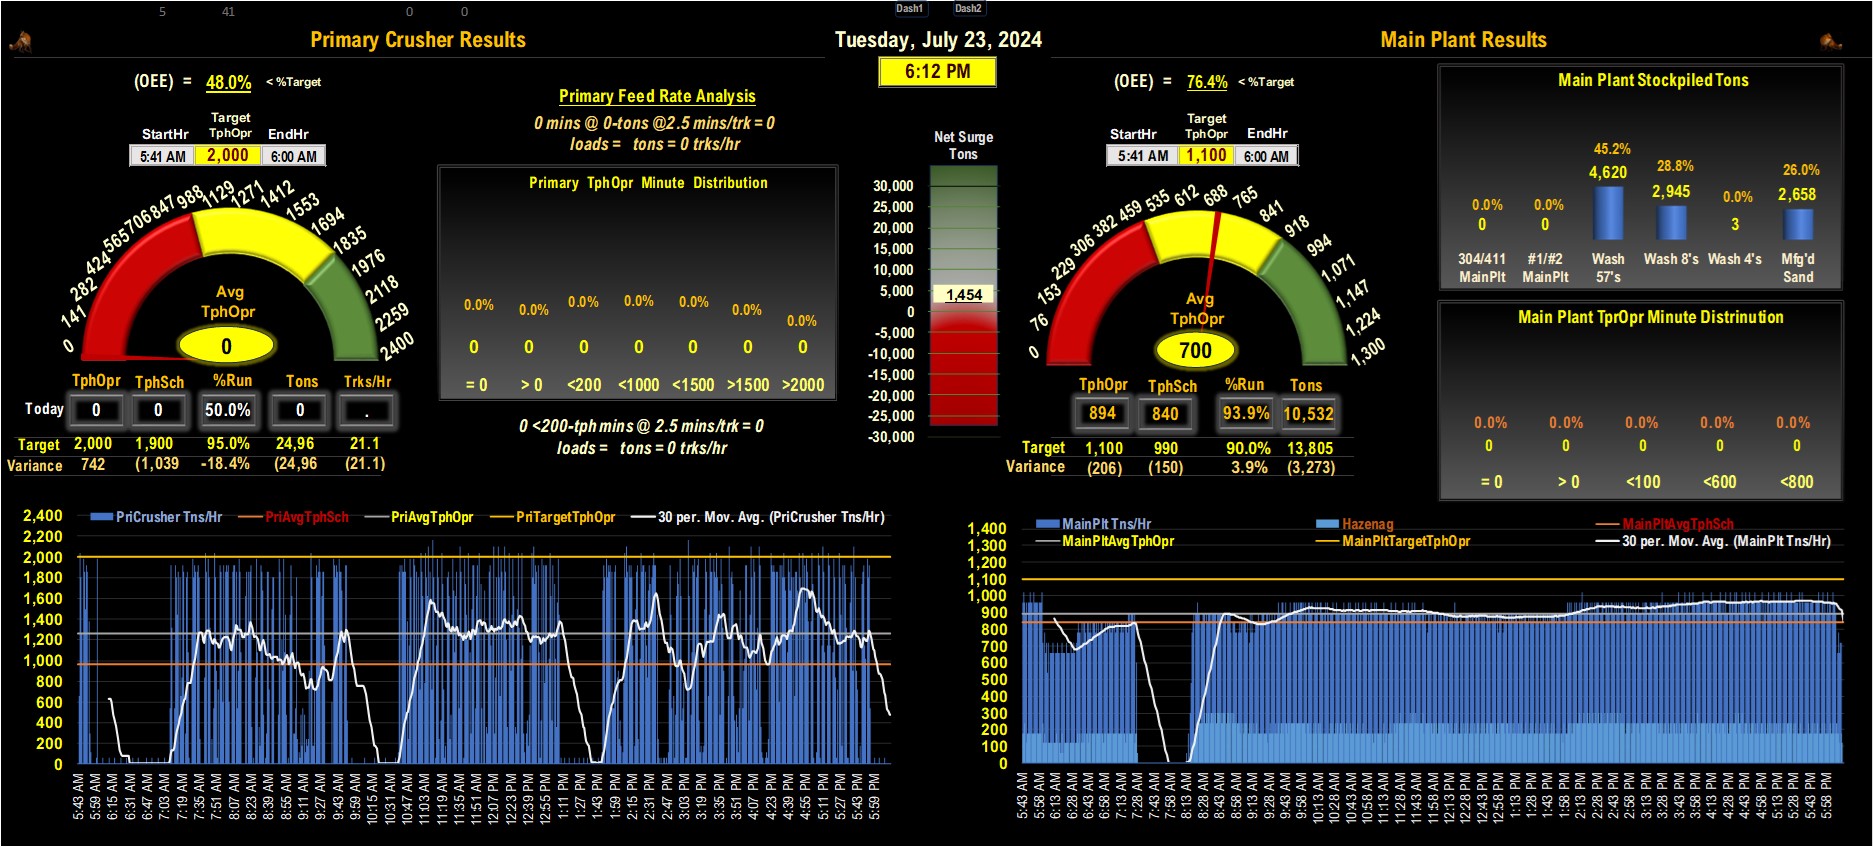 5 41 0 0 Dash1 Dash2
Primary Crusher Results
Tuesday, July 23, 2024
Main Plant Results
6:12 PM
(OEE) = 48.0% < %Target
Target
StartHr TphOpr EndHr
5:41 AM 2,000 6:00 AM
0 141 282 424 565 706 847 988 1129 1271 1412 1553 1694 1835 1976 2118 2259 2400
Avg
TphOpr
0
TphOpr TphSch %Run Tons Trks/Hr
Today 0 0 50.0% 0 .
Target 2,000 1,900 95.0% 24,96 21.1
Variance 742 (1,039 -18.4% (24,96 (21.1)
Primary Feed Rate Analysis
0 mins @ 0-tons @2.5 mins/trk = 0
loads = tons = 0 trks/hr
Primary TphOpr Minute Distribution
0.0% 0.0% 0.0% 0.0% 0.0% 0.0% 0.0%
0 0 0 0 0 0 0
= 0 > 0 <200 <1000 <1500 >1500 >2000
0 <200-tph mins @ 2.5 mins/trk = 0
loads = tons = 0 trks/hr
Net Surge
Tons
30,000
25,000
20,000
15,000
10,000
5,000
0
-5,000
-10,000
-15,000
-20,000
-25,000
-30,000
1,454
(OEE) = 76.4% < %Target
Target
StartHr TphOpr EndHr
5:41 AM 1,100 6:00 AM
0 76 153 229 306 382 459 535 612 688 765 841 918 994 1,071 1,147 1,224 1,300
Avg
TphOpr
700
TphOpr TphSch %Run Tons
894 840 93.9% 10,532
Target 1,100 990 90.0% 13,805
Variance (206) (150) 3.9% (3,273)
Main Plant Stockpiled Tons
0.0% 0.0% 45.2% 28.8% 0.0% 26.0%
0 0 4,620 2,945 3 2,658
304/411 #1/#2 Wash Wash 8's Wash 4's Mfg'd
MainPlt MainPlt 57's Sand
Main Plant TprOpr Minute Distrinution
0.0% 0.0% 0.0% 0.0% 0.0%
0 0 0 0 0
= 0 > 0 <100 <600 <800
PriCrusher Tns/Hr PriAvgTphSch PriAvgTphOpr PriTargetTphOpr 30 per. Mov. Avg. (PriCrusher Tns/Hr)
2,400
2,200
2,000
1,800
1,600
1,400
1,200
1,000
800
600
400
200
0
5:43 AM 5:59 AM 6:15 AM 6:31 AM 6:47 AM 7:03 AM 7:19 AM 7:35 AM 7:51 AM 8:07 AM 8:23 AM 8:39 AM 8:55 AM 9:11 AM 9:27 AM 9:43 AM 9:59 AM 10:15 AM 10:31 AM 10:47 AM 11:03 AM 11:19 AM 11:35 AM 11:51 AM 12:07 PM 12:23 PM 12:39 PM 12:55 PM 1:11 PM 1:27 PM 1:43 PM 1:59 PM 2:15 PM 2:31 PM 2:47 PM 3:03 PM 3:19 PM 3:35 PM 3:51 PM 4:07 PM 4:23 PM 4:39 PM 4:55 PM 5:11 PM 5:27 PM 5:43 PM 5:59 PM
MainPlt Tns/Hr Hazenag MainPltAvgTphSch
MainPltAvgTphOpr MainPltTargetTphOpr 30 per. Mov. Avg. (MainPlt Tns/Hr)
1,400
1,300
1,200
1,100
1,000
900
800
700
600
500
400
300
200
100
0
5:43 AM 5:58 AM 6:13 AM 6:28 AM 6:43 AM 6:58 AM 7:13 AM 7:28 AM 7:43 AM 7:58 AM 8:13 AM 8:28 AM 8:43 AM 8:58 AM 9:13 AM 9:28 AM 9:43 AM 9:58 AM 10:13 AM 10:28 AM 10:43 AM 10:58 AM 11:13 AM 11:28 AM 11:43 AM 11:58 AM 12:13 PM 12:28 PM 12:43 PM 12:58 PM 1:13 PM 1:28 PM 1:43 PM 1:58 PM 2:13 PM 2:28 PM 2:43 PM 2:58 PM 3:13 PM 3:28 PM 3:43 PM 3:58 PM 4:13 PM 4:28 PM 4:43 PM 4:58 PM 5:13 PM 5:28 PM 5:43 PM 5:58 PM